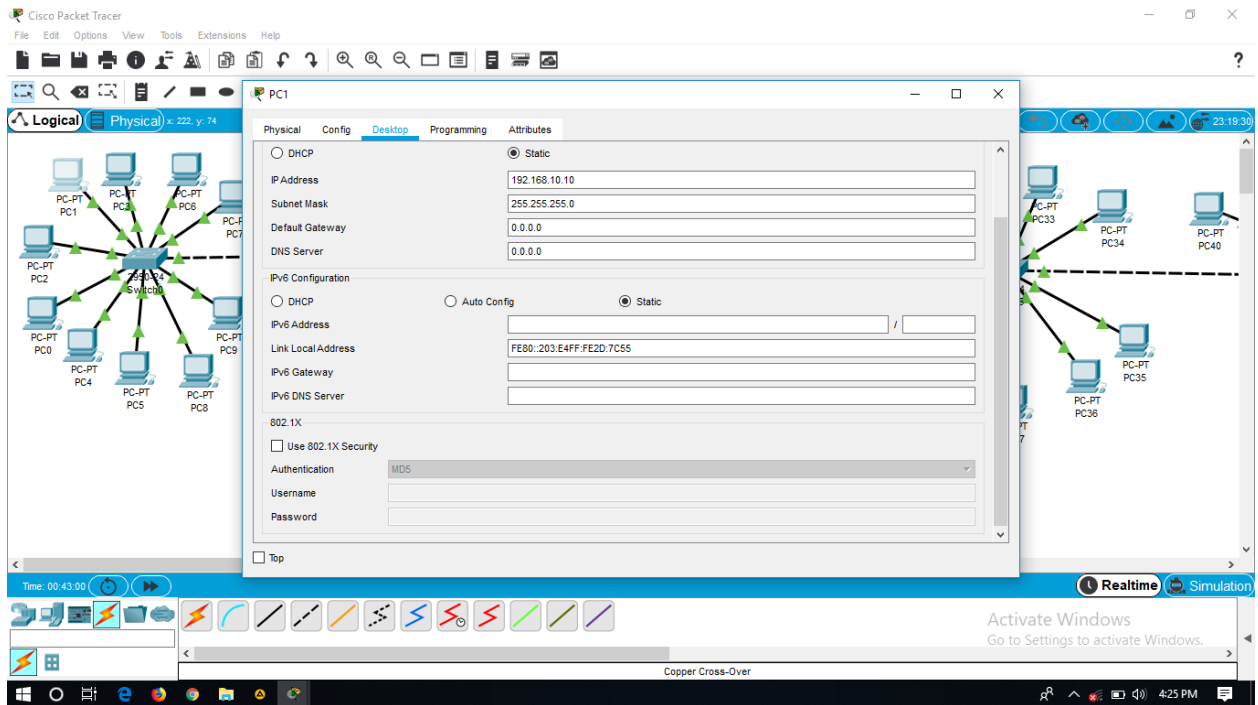 Cisco Packet Tracer
File Edit Options View Tools Extensions Help
?
PC1
Logical Physical x: 222, y: 74
23:19:30
Physical Config Desktop Programming Attributes
DHCP Static
IP Address 192.168.10.10
Subnet Mask 255.255.255.0
Default Gateway 0.0.0.0
DNS Server 0.0.0.0
IPv6 Configuration
DHCP Auto Config Static
IPv6 Address /
Link Local Address FE80::203:E4FF:FE2D:7C55
IPv6 Gateway
IPv6 DNS Server
802.1X
Use 802.1X Security
Authentication MD5
Username
Password
Top
PC-PT
PC1
PC-PT
PC3
PC-PT
PC6
PC7
PC-PT
PC2
2950-24
Switch0
PC-PT
PC0
PC-PT
PC4
PC-PT
PC5
PC-PT
PC8
PC-PT
PC9
PC-PT
PC33
PC-PT
PC34
PC-PT
PC40
PC-PT
PC35
PC-PT
PC36
Time: 00:43:00
Realtime Simulation
Activate Windows
Go to Settings to activate Windows.
Copper Cross-Over
4:25 PM